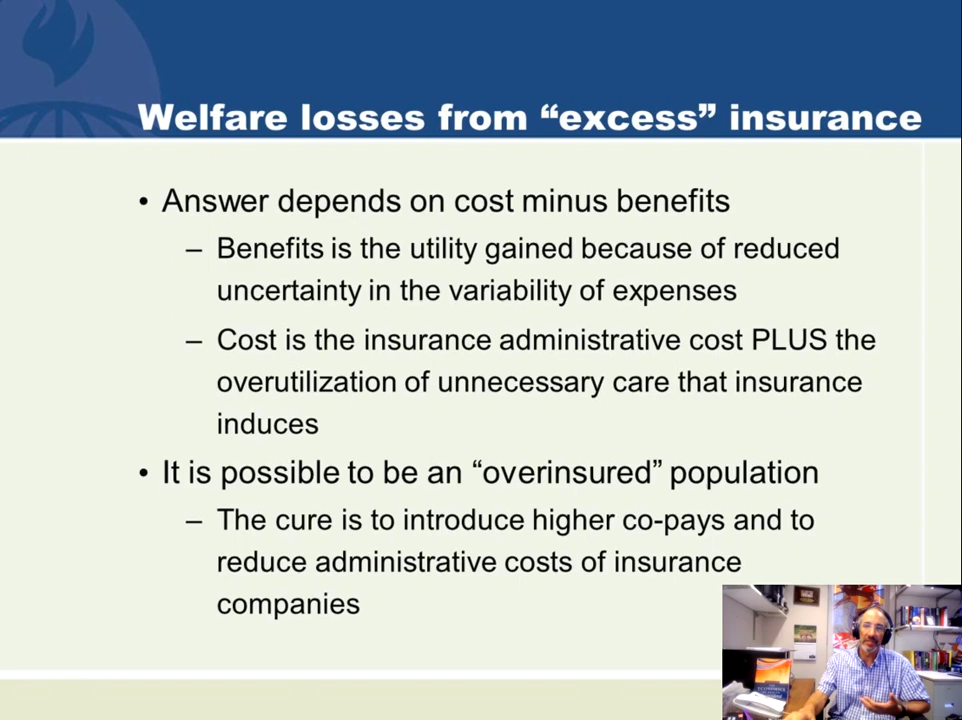 Welfare losses from “excess” insurance
• Answer depends on cost minus benefits
– Benefits is the utility gained because of reduced
uncertainty in the variability of expenses
– Cost is the insurance administrative cost PLUS the
overutilization of unnecessary care that insurance
induces
• It is possible to be an “overinsured” population
– The cure is to introduce higher co-pays and to
reduce administrative costs of insurance
companies
ECONOMICS